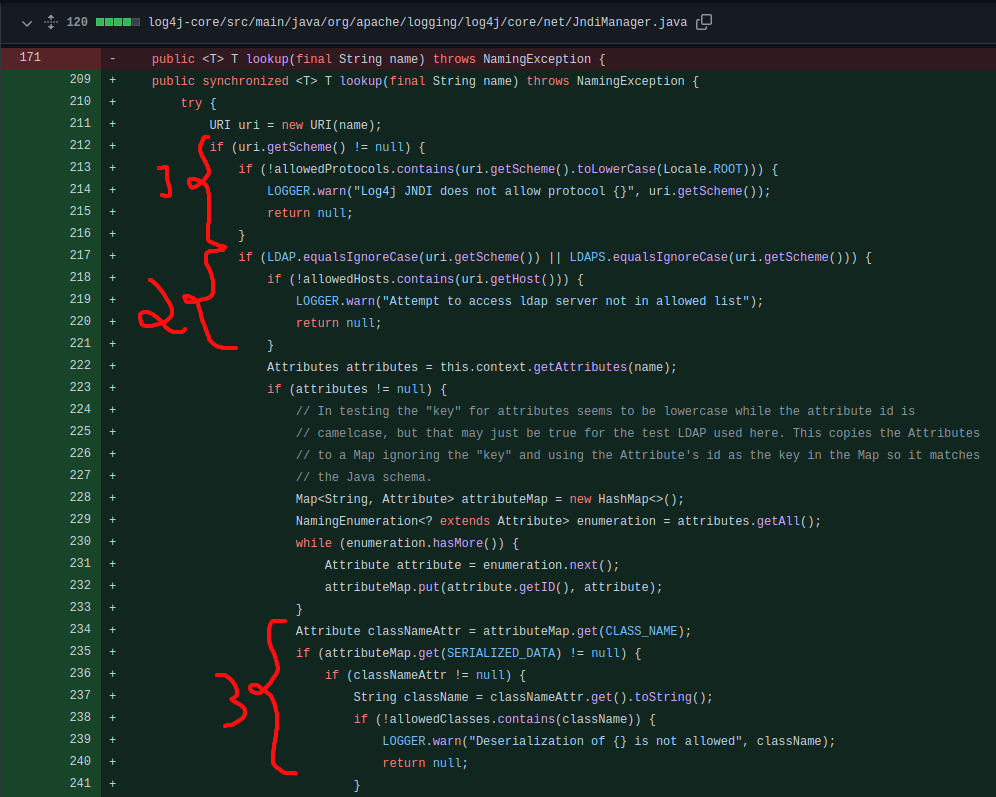 120 log4j-core/src/main/java/org/apache/logging/log4j/core/net/JndiManager.java
171 - public <T> T lookup(final String name) throws NamingException {
209 + public synchronized <T> T lookup(final String name) throws NamingException {
210 + try {
211 + URI uri = new URI(name);
212 + if (uri.getScheme() != null) {
213 + if (!allowedProtocols.contains(uri.getScheme().toLowerCase(Locale.ROOT))) {
1
214 + LOGGER.warn("Log4j JNDI does not allow protocol {}", uri.getScheme());
215 + return null;
216 + }
217 + if (LDAP.equalsIgnoreCase(uri.getScheme()) || LDAPS.equalsIgnoreCase(uri.getScheme())) {
218 + if (!allowedHosts.contains(uri.getHost())) {
2
219 + LOGGER.warn("Attempt to access ldap server not in allowed list");
220 + return null;
221 + }
222 + Attributes attributes = this.context.getAttributes(name);
223 + if (attributes != null) {
224 + // In testing the "key" for attributes seems to be lowercase while the attribute id is
225 + // camelcase, but that may just be true for the test LDAP used here. This copies the Attributes
226 + // to a Map ignoring the "key" and using the Attribute's id as the key in the Map so it matches
227 + // the Java schema.
228 + Map<String, Attribute> attributeMap = new HashMap<>();
229 + NamingEnumeration<? extends Attribute> enumeration = attributes.getAll();
230 + while (enumeration.hasMore()) {
231 + Attribute attribute = enumeration.next();
232 + attributeMap.put(attribute.getID(), attribute);
233 + }
234 + Attribute classNameAttr = attributeMap.get(CLASS_NAME);
235 + if (attributeMap.get(SERIALIZED_DATA) != null) {
236 + if (classNameAttr != null) {
3
237 + String className = classNameAttr.get().toString();
238 + if (!allowedClasses.contains(className)) {
239 + LOGGER.warn("Deserialization of {} is not allowed", className);
240 + return null;
241 + }